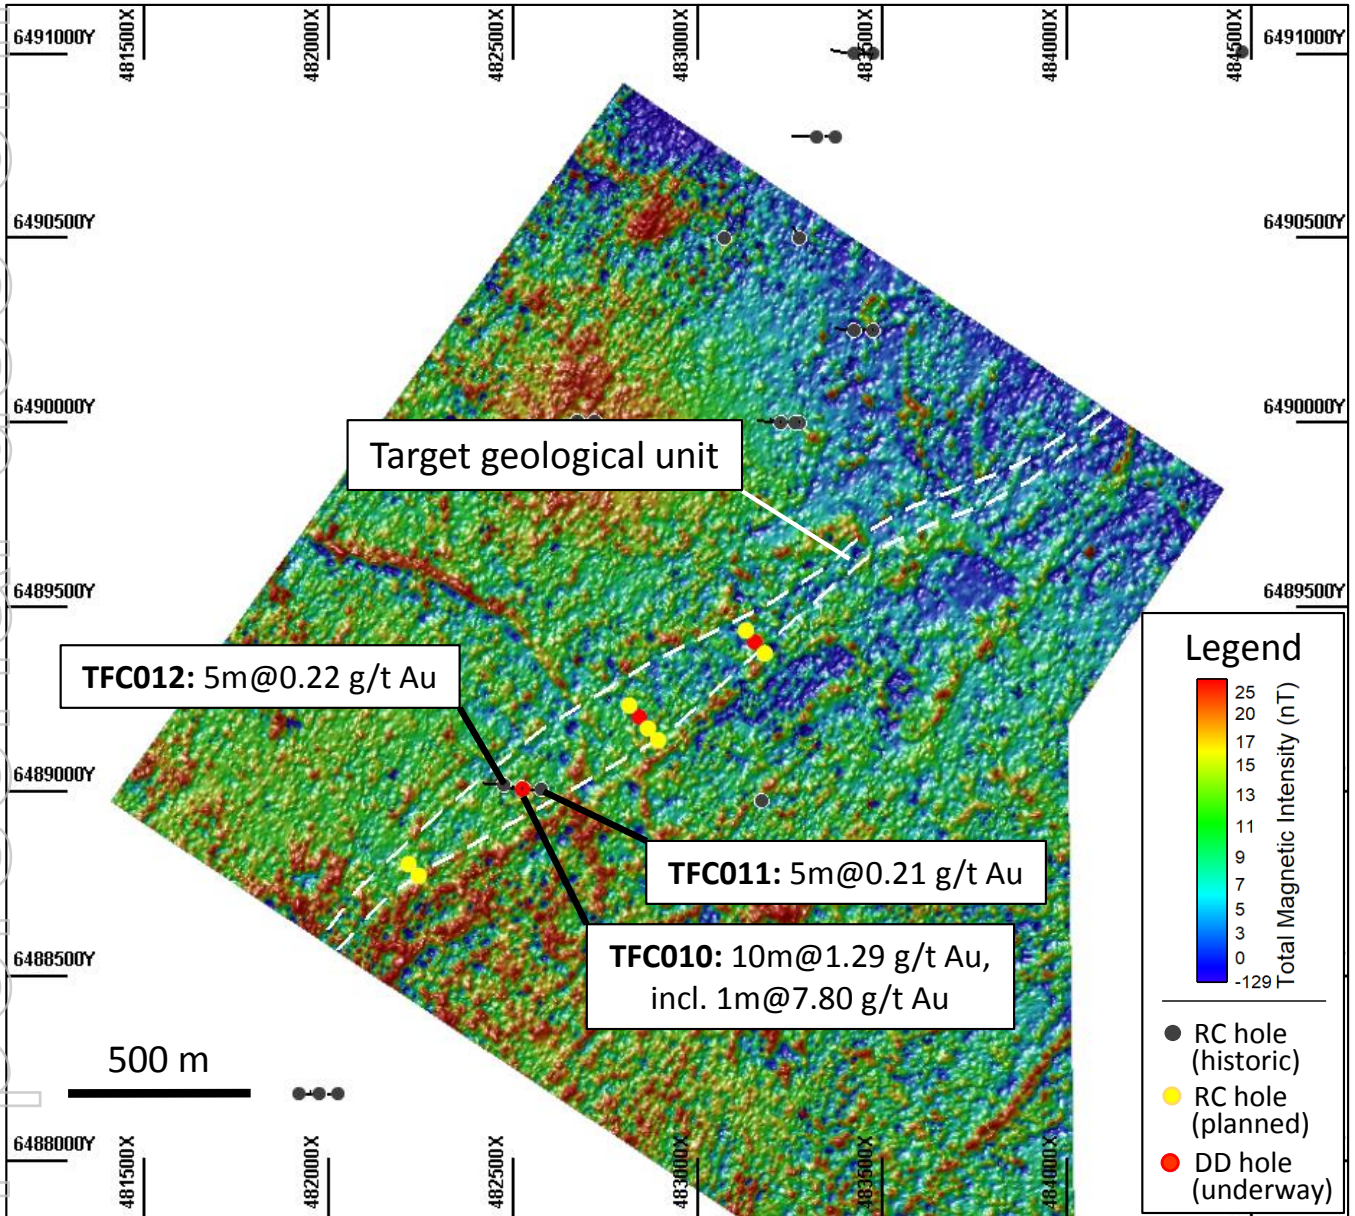 481500X
482000X
482500X
483000X
483500X
484000X
484500X
6491000Y
6491000Y
6490500Y
6490500Y
6490000Y
6490000Y
Target geological unit
6489500Y
6489500Y
TFC012: 5m@0.22 g/t Au
6489000Y
TFC011: 5m@0.21 g/t Au
TFC010: 10m@1.29 g/t Au,
incl. 1m@7.80 g/t Au
6488500Y
500 m
6488000Y
481500X
482000X
482500X
483000X
483500X
484000X
Legend
25
20
17
15
13
11
9
7
5
3
0
-129
Total Magnetic Intensity (nT)
RC hole
(historic)
RC hole
(planned)
DD hole
(underway)